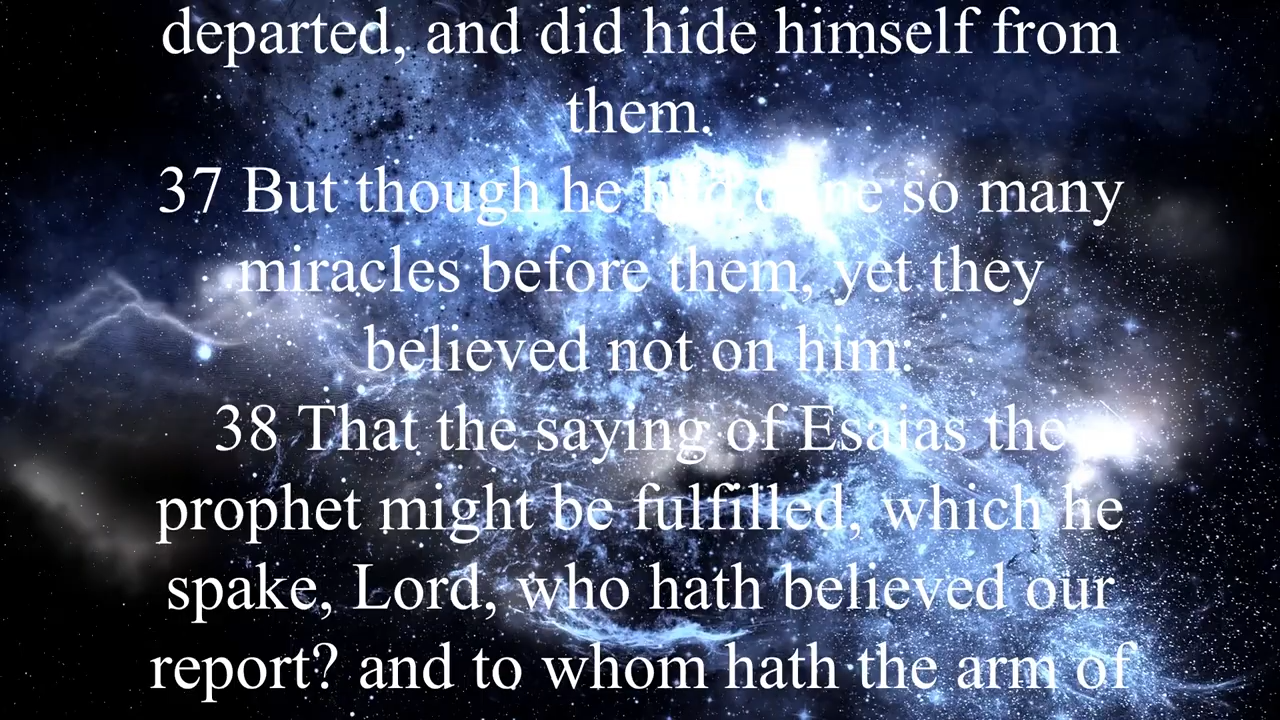 departed, and did hide himself from
them.
37 But though he had done so many
miracles before them, yet they
believed not on him:
38 That the saying of Esaias the
prophet might be fulfilled, which he
spake, Lord, who hath believed our
report? and to whom hath the arm of